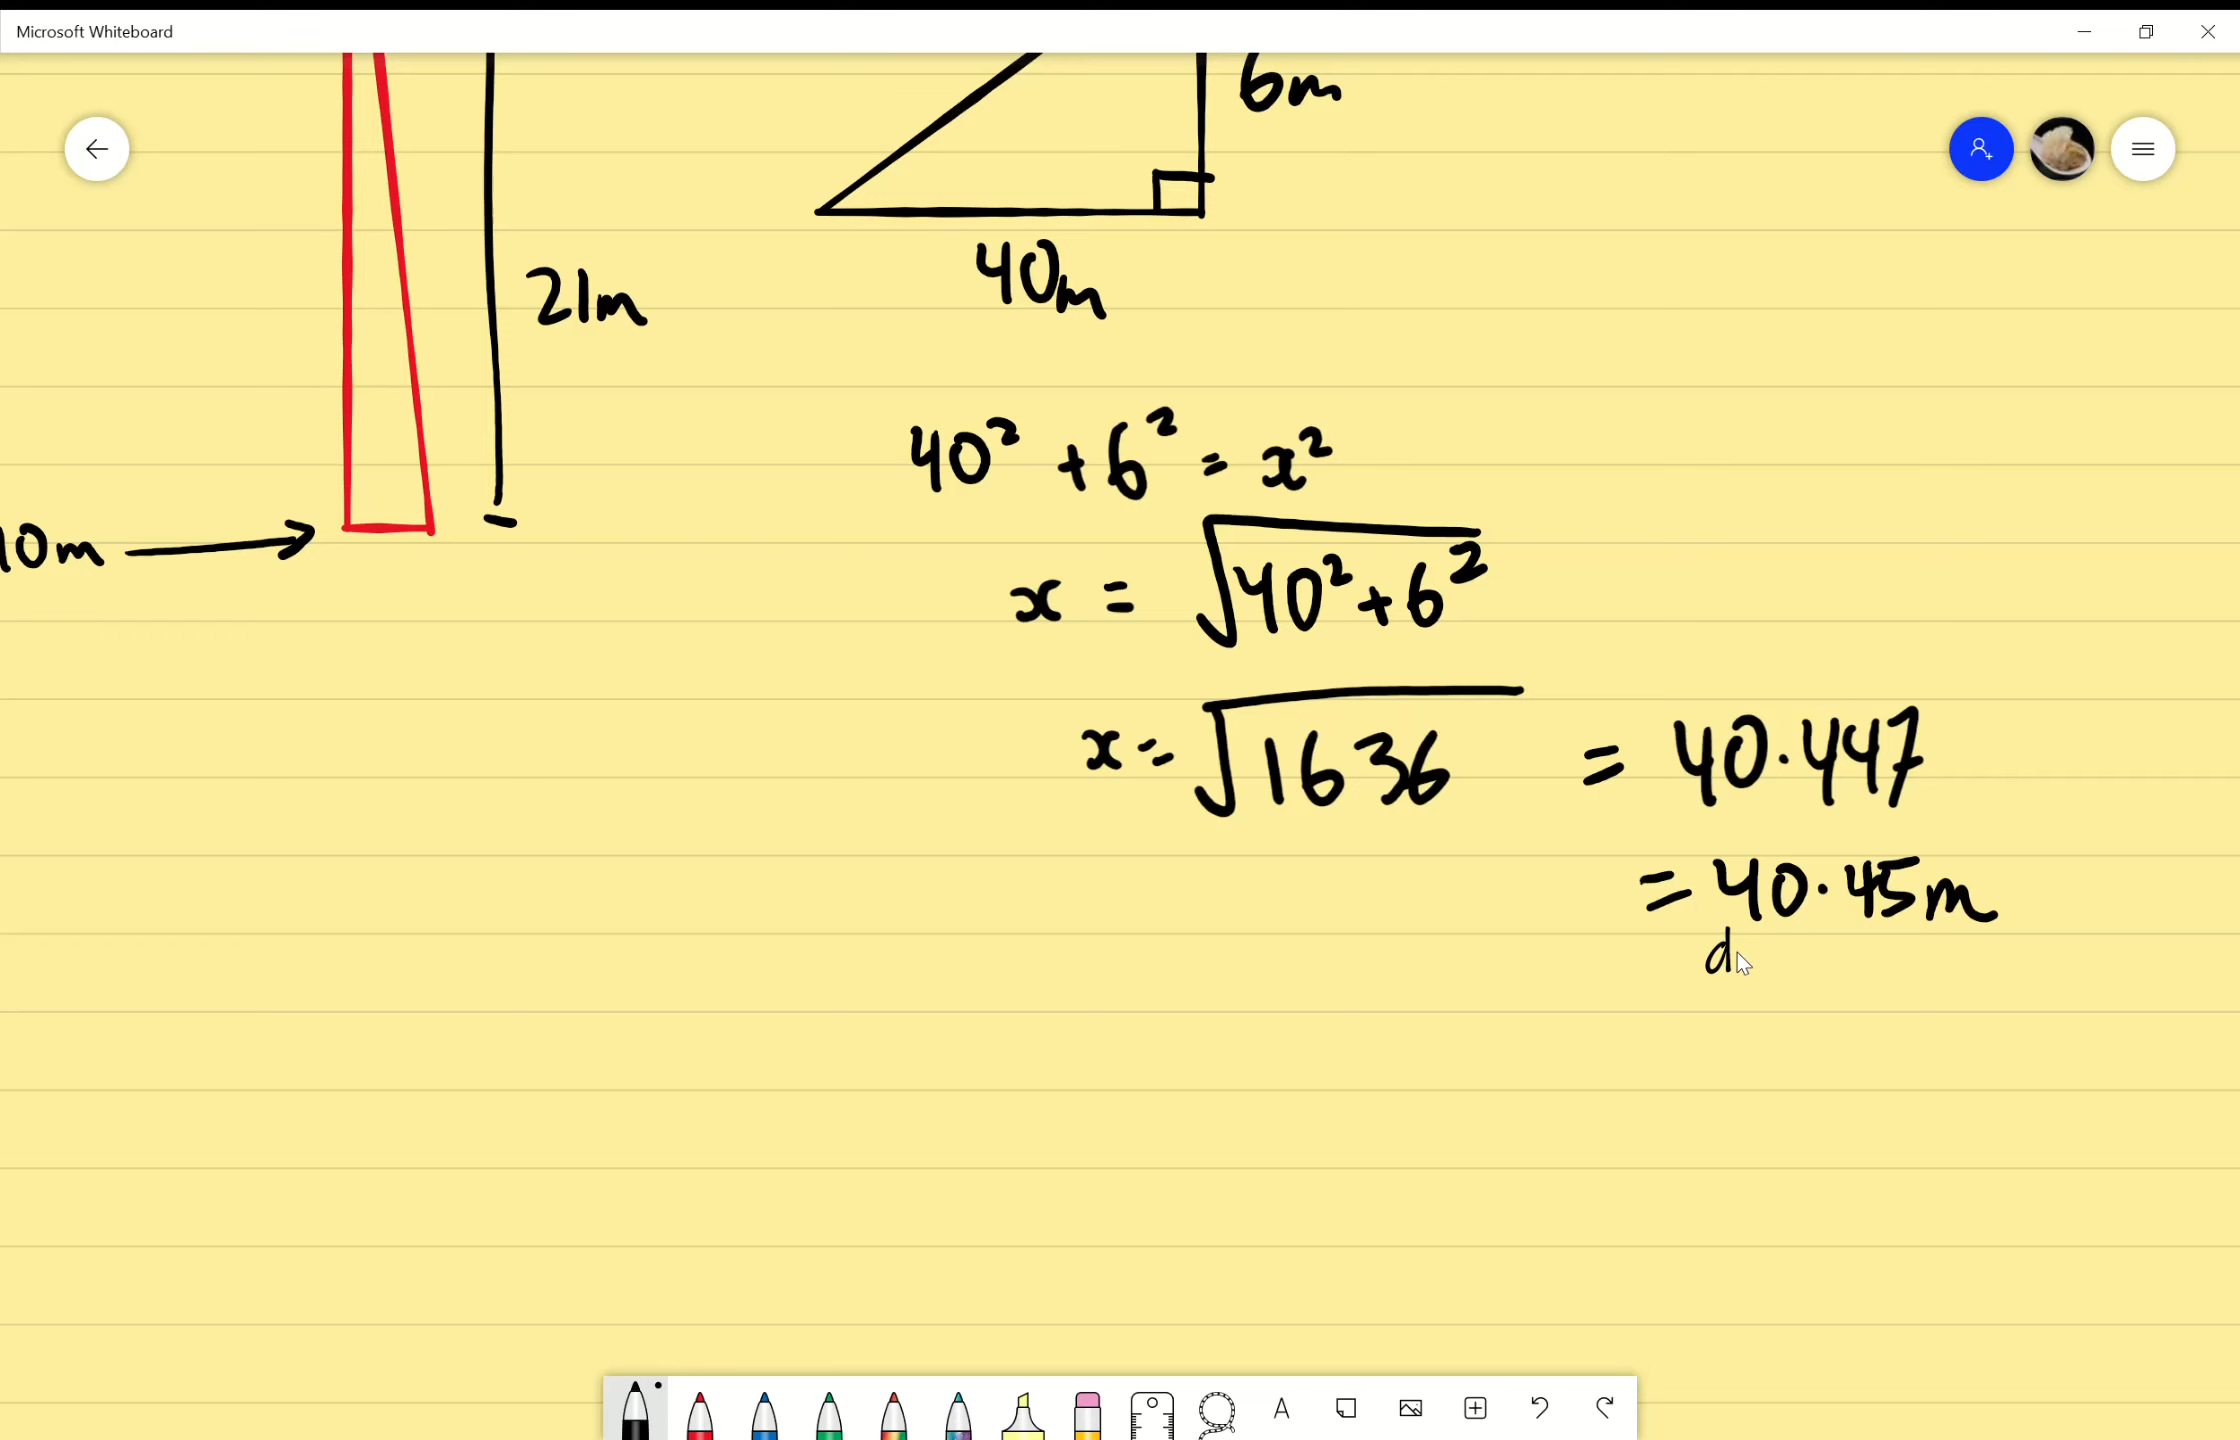 Microsoft Whiteboard
6m
40m
21m
10m
40² + 6² = x²
x = √40² + 6²
x = √1636 = 40.447
= 40.45m
d
A